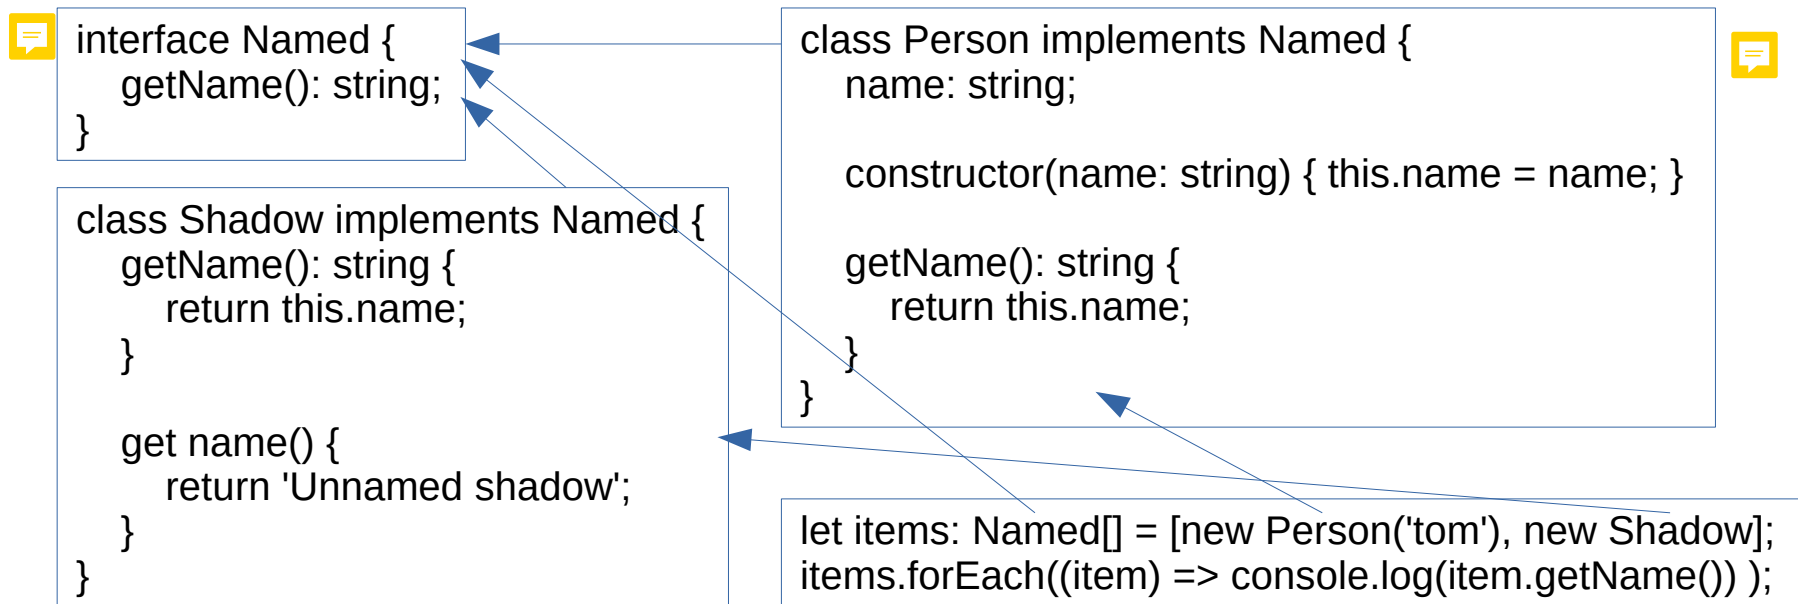 interface Named {
getName(): string;
}
class Shadow implements Named {
getName(): string {
return this.name;
}
get name() {
return 'Unnamed shadow';
}
}
class Person implements Named {
name: string;
constructor(name: string) { this.name = name; }
getName(): string {
return this.name;
}
}
let items: Named[] = [new Person('tom'), new Shadow];
items.forEach((item) => console.log(item.getName()) );